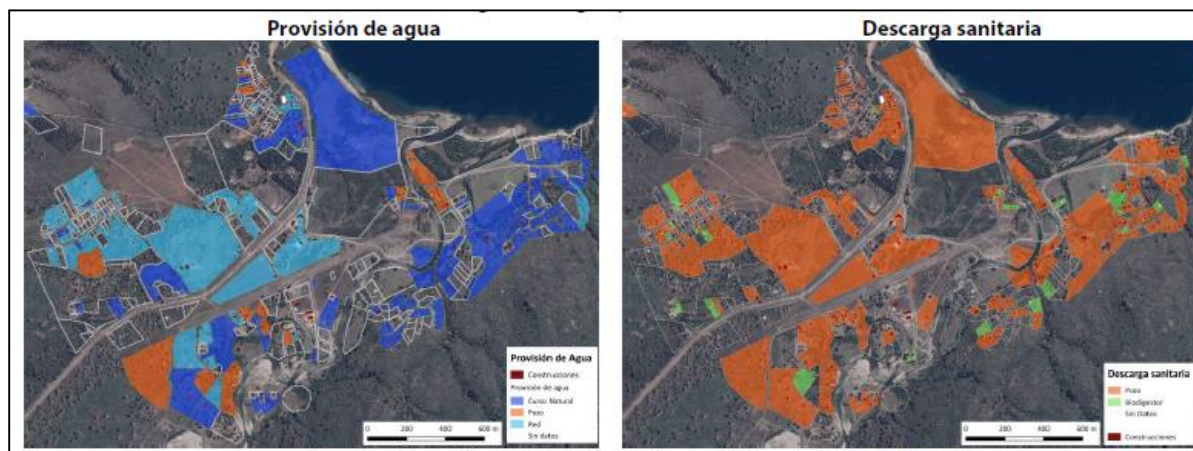 Provisión de agua
Descarga sanitaria
Provisión de Agua
Construcciones
Provisión de agua
Curso Natural
Pozo
Red
Sin datos
0 200 400 600 m
Descarga sanitaria
Pozo
Biodigestor
Sin Datos
Construcciones
0 200 400 600 m